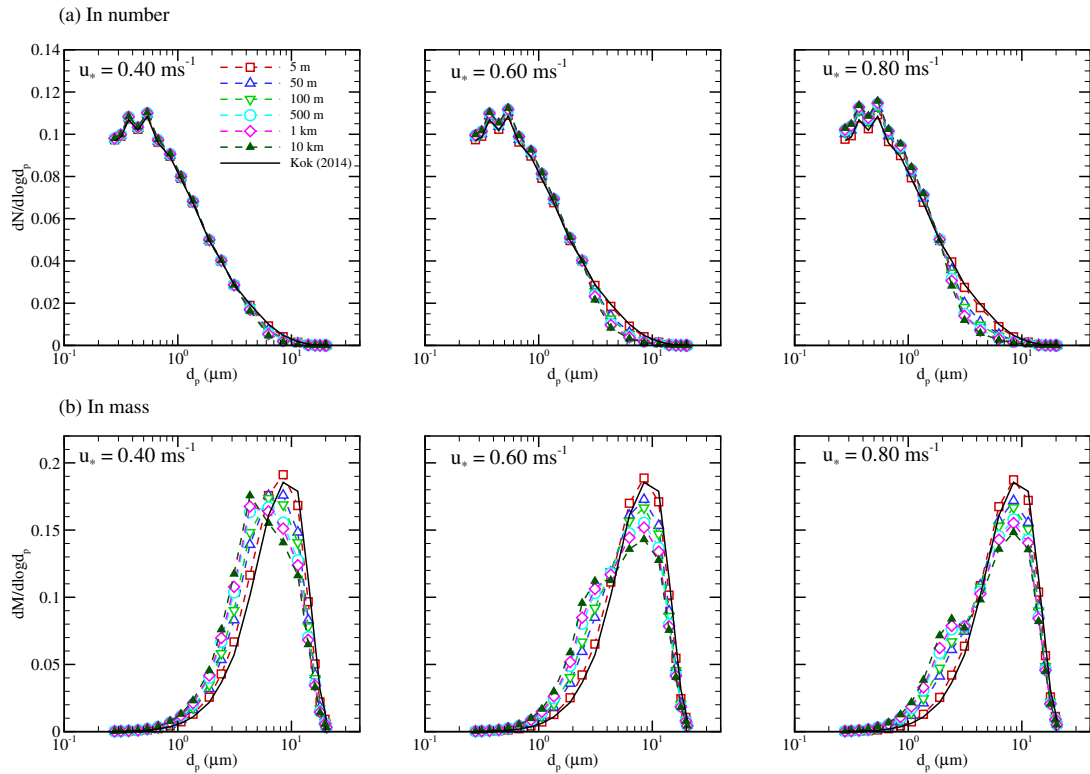 (a) In number
u* = 0.40 ms-1
5 m
50 m
100 m
500 m
1 km
10 km
Kok (2014)
dN/dlogdp
0.14
0.12
0.1
0.08
0.06
0.04
0.02
0
10-1
100
101
dp (μm)
u* = 0.60 ms-1
10-1
100
101
dp (μm)
u* = 0.80 ms-1
10-1
100
101
dp (μm)
(b) In mass
u* = 0.40 ms-1
dM/dlogdp
0.2
0.15
0.1
0.05
0
10-1
100
101
dp (μm)
u* = 0.60 ms-1
10-1
100
101
dp (μm)
u* = 0.80 ms-1
10-1
100
101
dp (μm)